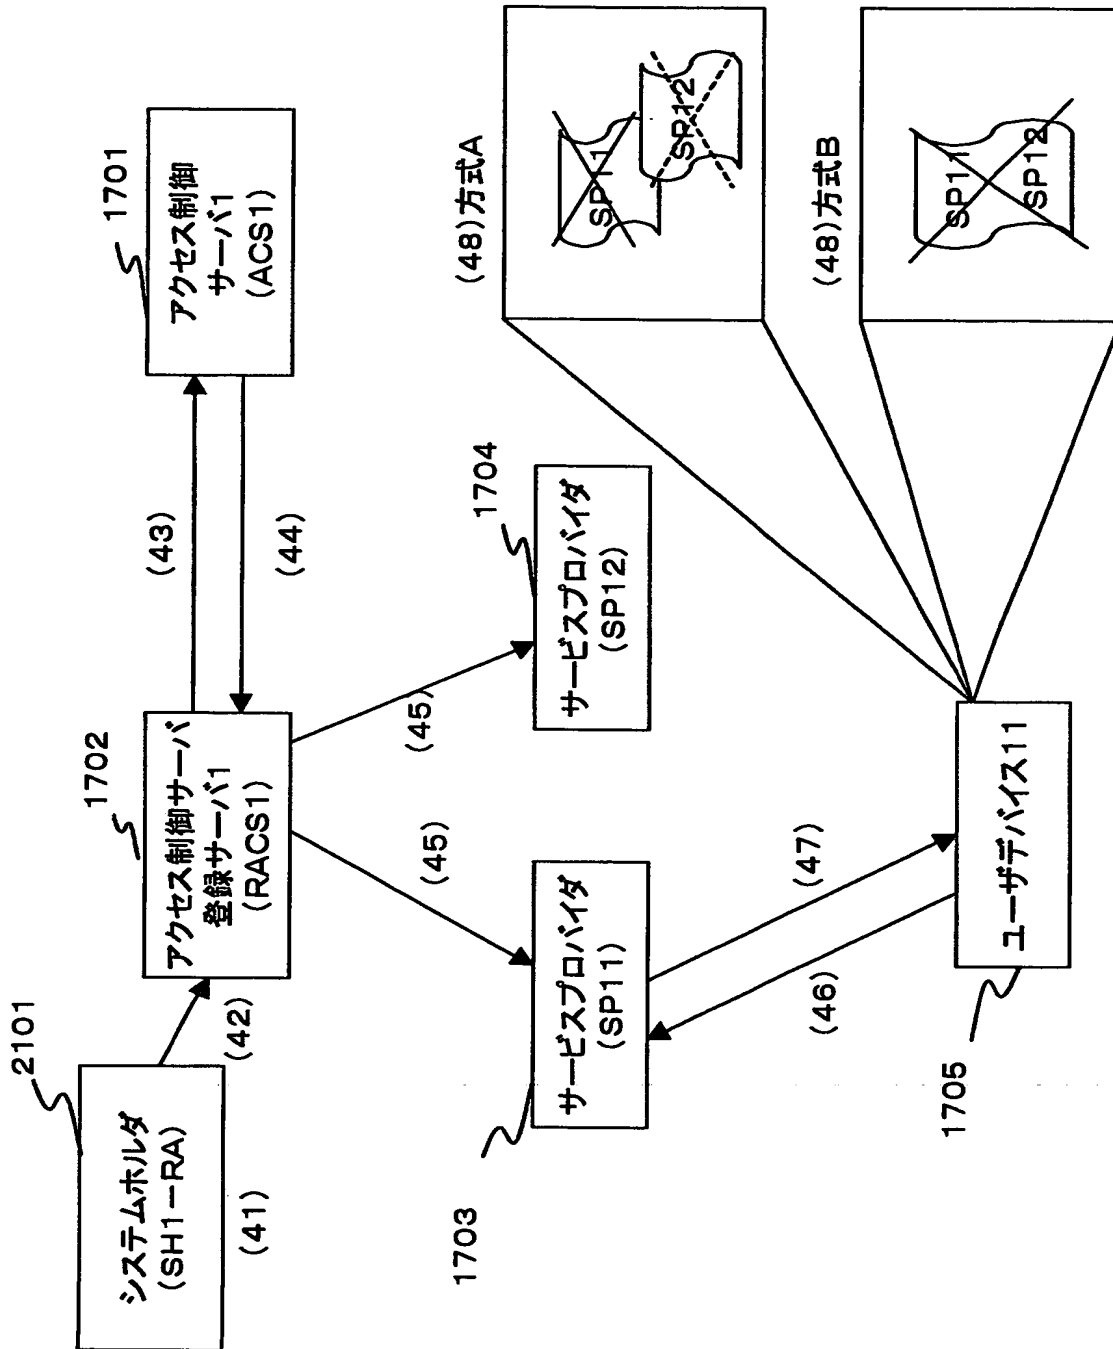 2101
システムホルダ
(SH1－RA)
(41)
(42)
1702
アクセス制御サーバ
登録サーバ1
(RACS1)
(43)
(44)
1701
アクセス制御
サーバ1
(ACS1)
(45)
(45)
1703
サービスプロバイダ
(SP11)
1704
サービスプロバイダ
(SP12)
(46)
(47)
1705
ユーザデバイス11
(48)方式A
SP11
SP12
(48)方式B
SP11
SP12